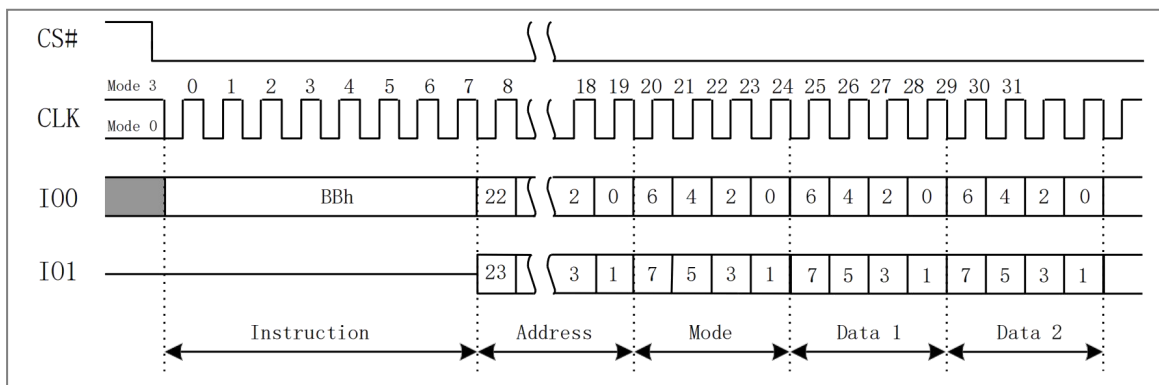 CS#
Mode 3 0 1 2 3 4 5 6 7 8 18 19 20 21 22 23 24 25 26 27 28 29 30 31
CLK
Mode 0
IO0 BBh 22 2 0 6 4 2 0 6 4 2 0 6 4 2 0
IO1 23 3 1 7 5 3 1 7 5 3 1 7 5 3 1
Instruction Address Mode Data 1 Data 2